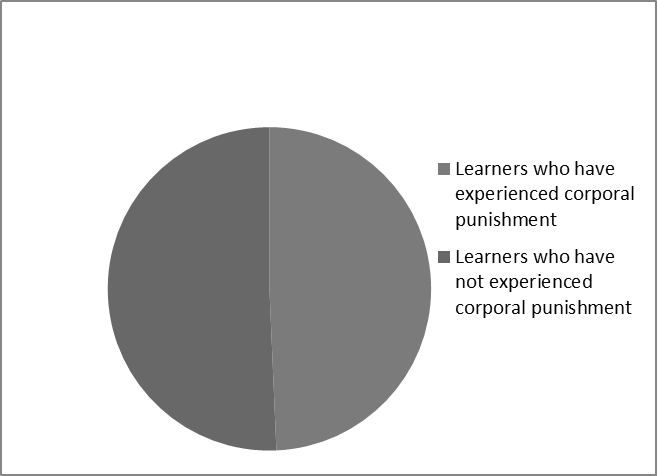 Learners who have
experienced corporal
punishment
Learners who have
not experienced
corporal punishment